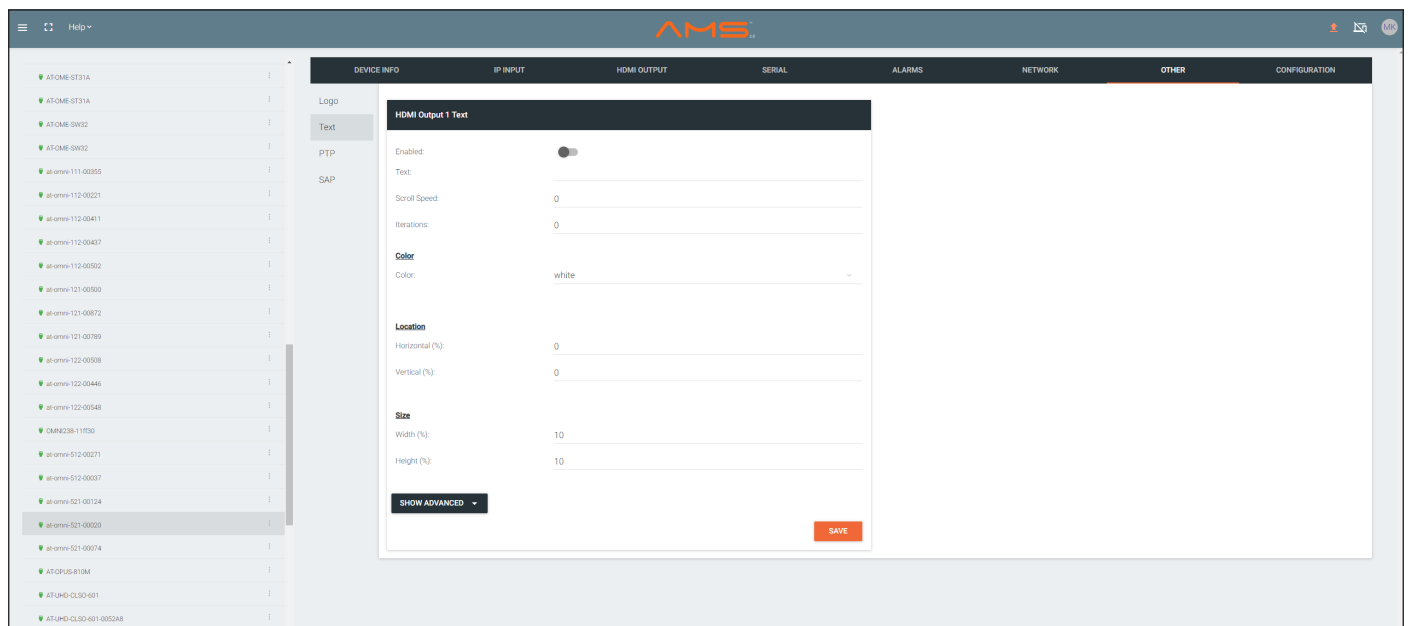 Help
AMS
MK
AT-OME-ST31A
AT-OME-ST31A
AT-OME-SW32
AT-OME-SW32
at-omni-111-00355
at-omni-112-00221
at-omni-112-00411
at-omni-112-00437
at-omni-112-00502
at-omni-121-00500
at-omni-121-00872
at-omni-121-00789
at-omni-122-00508
at-omni-122-00446
at-omni-122-00548
OMNI238-11ff30
at-omni-512-00271
at-omni-512-00037
at-omni-521-00124
at-omni-521-00020
at-omni-521-00074
AT-OPUS-810M
AT-UHD-CLSO-601
AT-UHD-CLSO-601-0052A8
DEVICE INFO IP INPUT HDMI OUTPUT SERIAL ALARMS NETWORK OTHER CONFIGURATION
Logo
Text
PTP
SAP
HDMI Output 1 Text
Enabled:
Text:
Scroll Speed: 0
Iterations: 0
Color
Color: white
Location
Horizontal (%): 0
Vertical (%): 0
Size
Width (%): 10
Height (%): 10
SHOW ADVANCED
SAVE